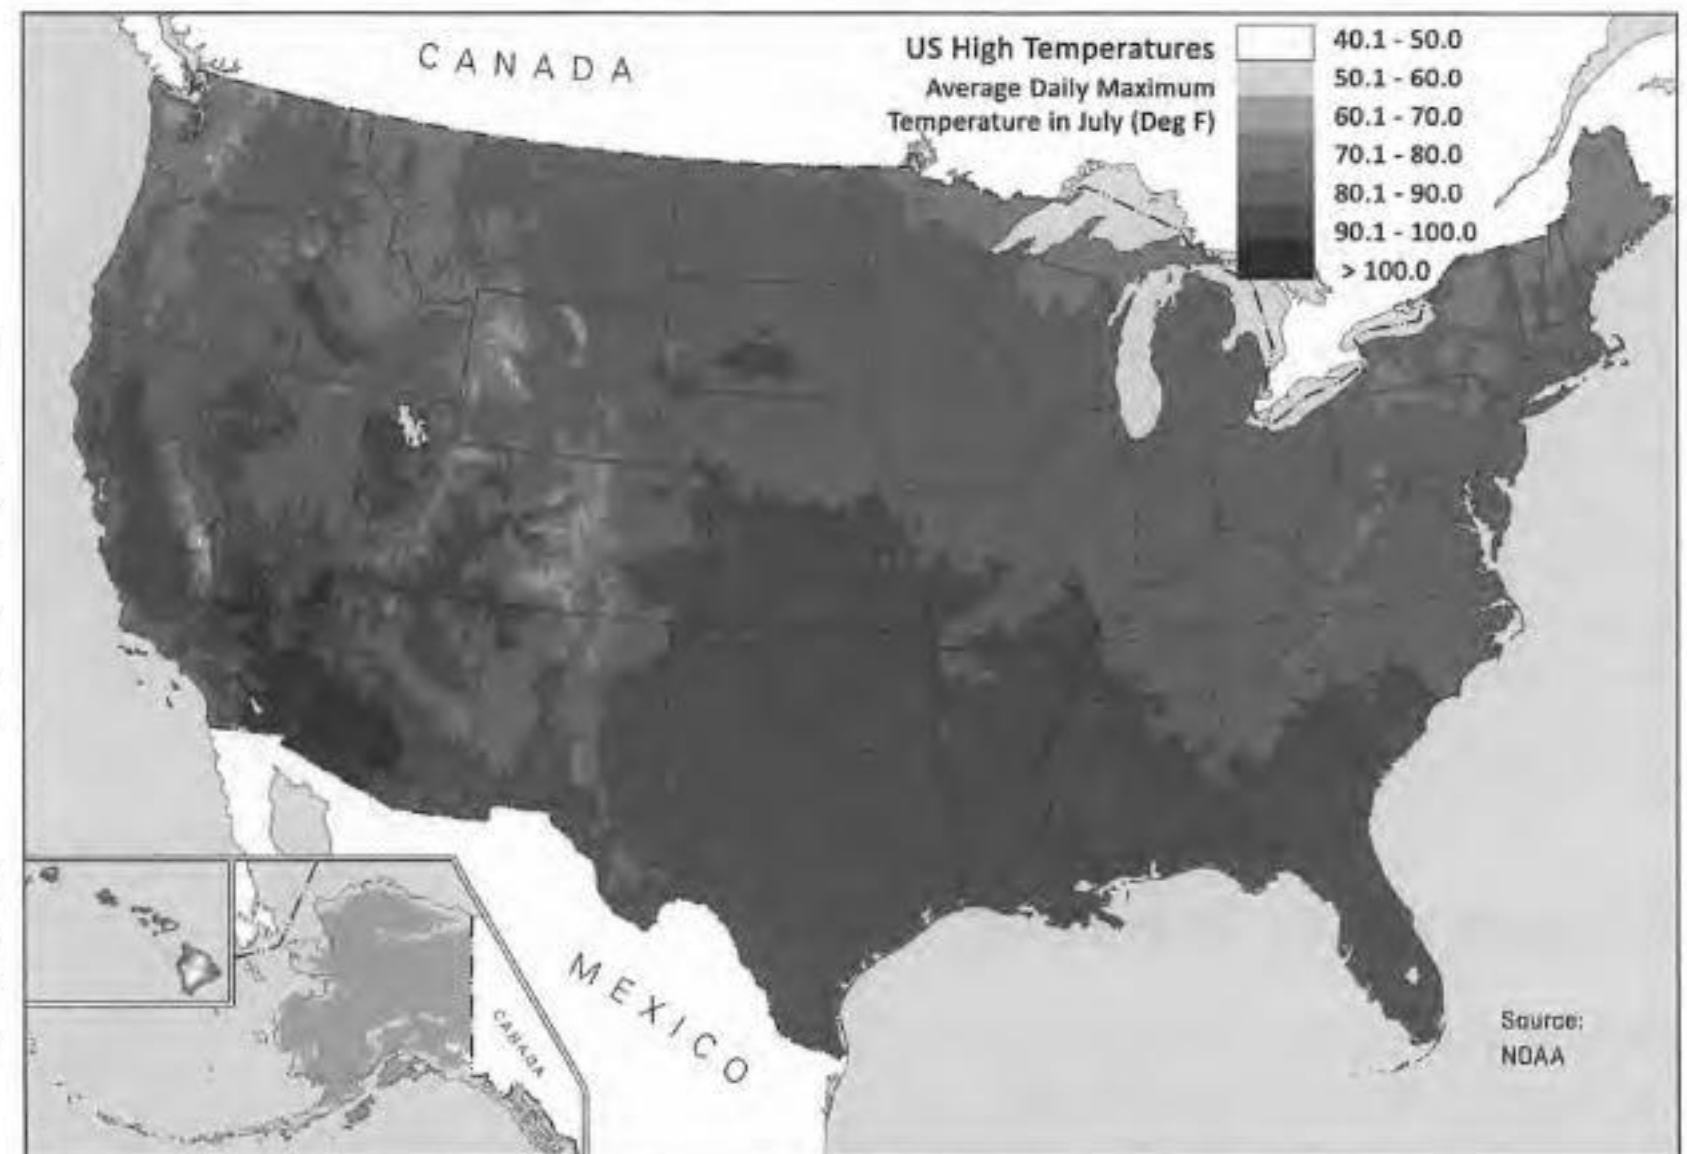 CANADA
US High Temperatures
Average Daily Maximum
Temperature in July (Deg F)
40.1 - 50.0
50.1 - 60.0
60.1 - 70.0
70.1 - 80.0
80.1 - 90.0
90.1 - 100.0
> 100.0
MEXICO
CANADA
Source:
NOAA